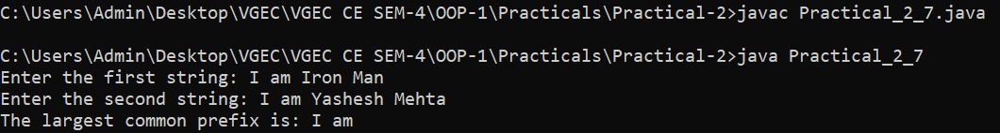 C:\Users\Admin\Desktop\VGEC\VGEC CE SEM-4\OOP-1\Practicals\Practical-2>javac Practical_2_7.java
C:\Users\Admin\Desktop\VGEC\VGEC CE SEM-4\OOP-1\Practicals\Practical-2>java Practical_2_7
Enter the first string: I am Iron Man
Enter the second string: I am Yashesh Mehta
The largest common prefix is: I am